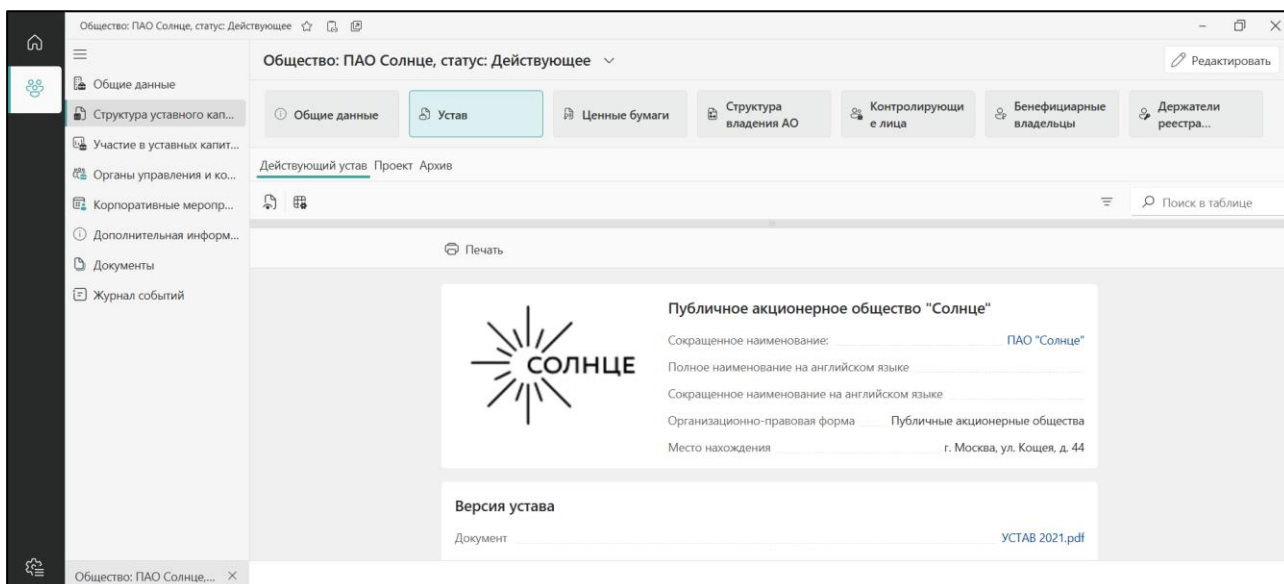 Общество: ПАО Солнце, статус: Действующее
Общество: ПАО Солнце, статус: Действующее
Редактировать
Общие данные
Структура уставного кап...
Участие в уставных капит...
Органы управления и ко...
Корпоративные меропр...
Дополнительная информ...
Документы
Журнал событий
Общие данные
Устав
Ценные бумаги
Структура
владения АО
Контролирующи
е лица
Бенефициарные
владельцы
Держатели
реестра...
Действующий устав Проект Архив
Поиск в таблице
Печать
СОЛНЦЕ
Публичное акционерное общество "Солнце"
Сокращенное наименование: ПАО "Солнце"
Полное наименование на английском языке
Сокращенное наименование на английском языке
Организационно-правовая форма Публичные акционерные общества
Место нахождения г. Москва, ул. Кощея, д. 44
Версия устава
Документ УСТАВ 2021.pdf
Общество: ПАО Солнце,...